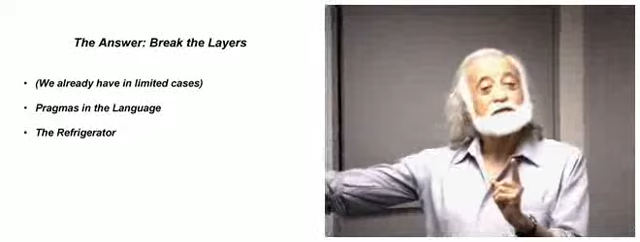 The Answer: Break the Layers
• (We already have in limited cases)
• Pragmas in the Language
• The Refrigerator